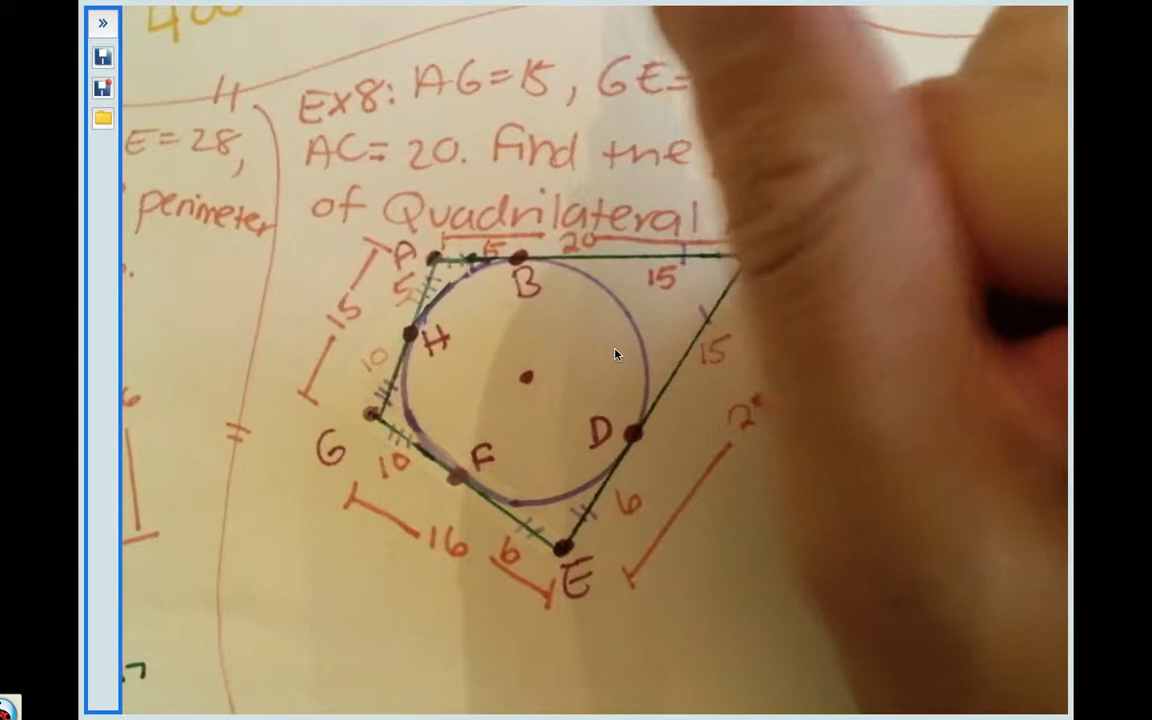 400
Ex8: AG=15, GE=
E=28,
AC= 20. Find the
perimeter
of Quadrilateral
A
5
20
B
15
5
15
H
10
15
G
10
F
D
6
16
6
E